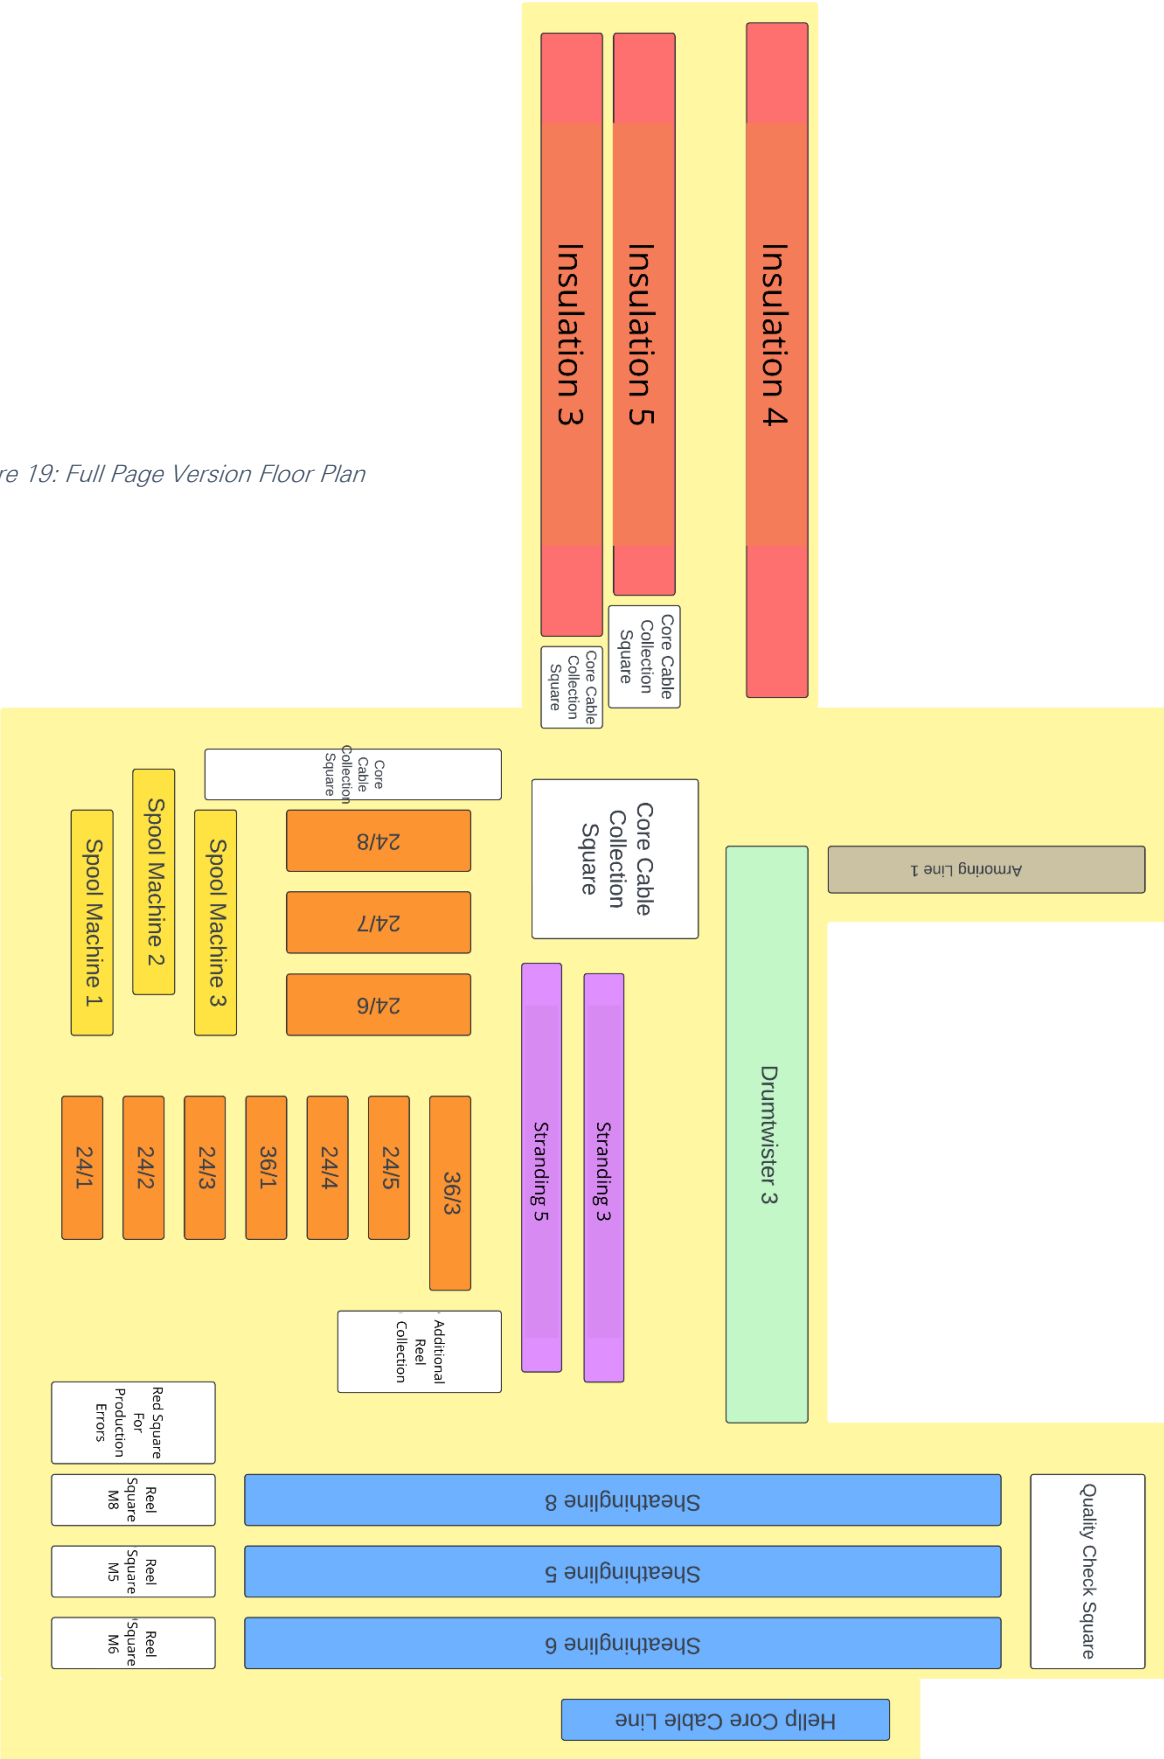 Insulation 3
Insulation 5
Insulation 4
re 19: Full Page Version Floor Plan
Core Cable
Collection
Square
Core Cable
Collection
Square
Core
Cable
Collection
Square
Core Cable
Collection
Square
Spool Machine 1
Spool Machine 2
Spool Machine 3
24/8
24/7
24/6
Armoring Line 1
Drumtwister 3
Stranding 5
Stranding 3
24/1
24/2
24/3
36/1
24/4
24/5
36/3
Additional
Reel
Collection
Red Square
For
Production
Errors
Reel
Square
M8
Sheathingline 8
Quality Check Square
Reel
Square
M5
Sheathingline 5
Reel
Square
M6
Sheathingline 6
Hellp Core Cable Line